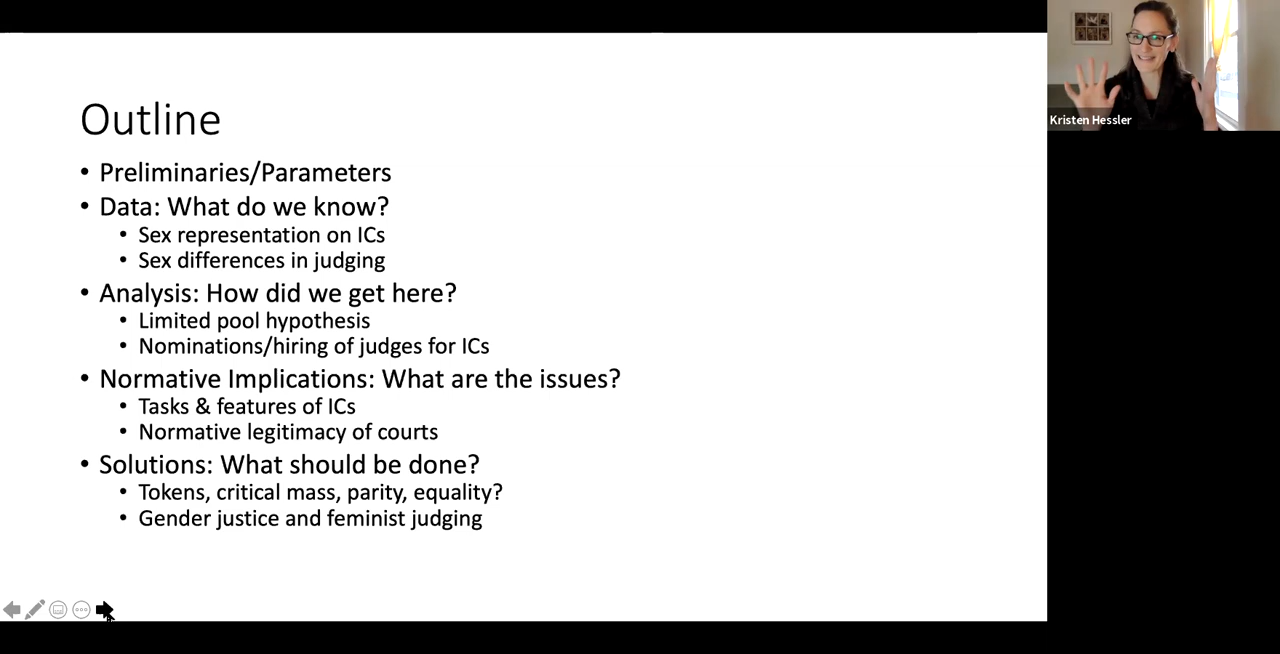 Outline
• Preliminaries/Parameters
• Data: What do we know?
• Sex representation on ICs
• Sex differences in judging
• Analysis: How did we get here?
• Limited pool hypothesis
• Nominations/hiring of judges for ICs
• Normative Implications: What are the issues?
• Tasks & features of ICs
• Normative legitimacy of courts
• Solutions: What should be done?
• Tokens, critical mass, parity, equality?
• Gender justice and feminist judging
Kristen Hessler